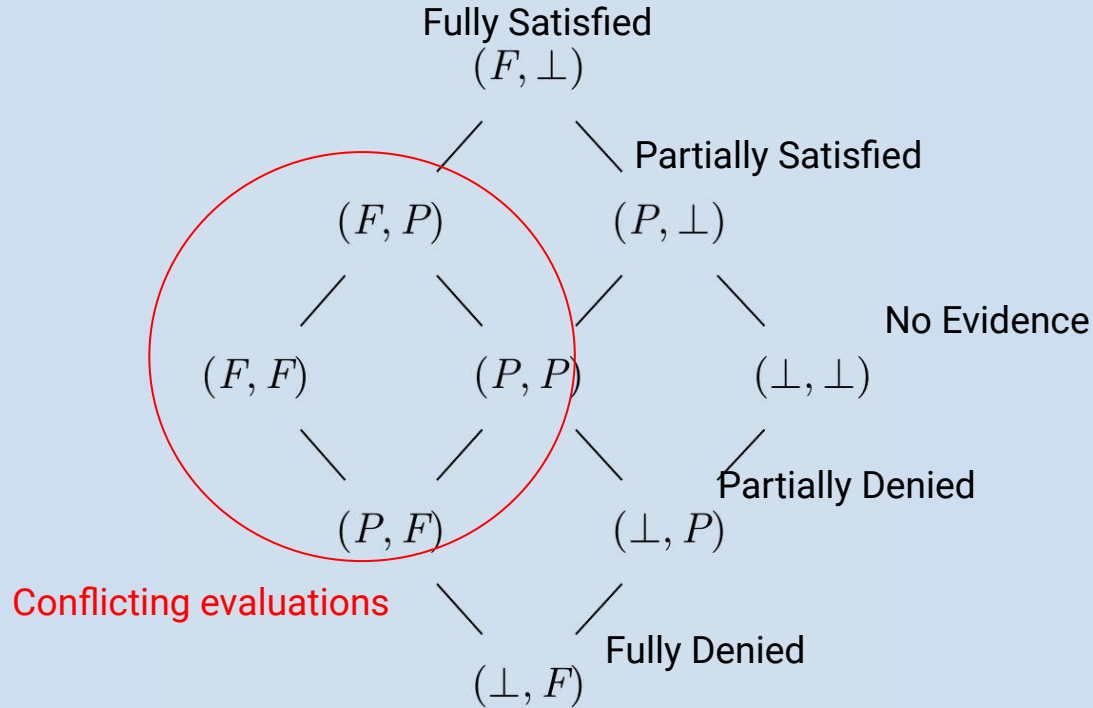 Fully Satisfied
(F, ⊥)
Partially Satisfied
(F, P)
(P, ⊥)
No Evidence
(F, F)
(P, P)
(⊥, ⊥)
Partially Denied
(P, F)
(⊥, P)
Conflicting evaluations
Fully Denied
(⊥, F)